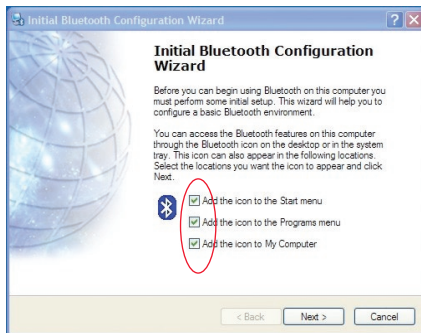 Initial Bluetooth Configuration Wizard
Initial Bluetooth Configuration
Wizard
Before you can begin using Bluetooth on this computer you
must perform some initial setup. This wizard will help you to
configure a basic Bluetooth environment.
You can access the Bluetooth features on this computer
through the Bluetooth icon on the desktop or in the system
tray. This icon can also appear in the following locations.
Select the locations you want the icon to appear and click
Next.
Add the icon to the Start menu
Add the icon to the Programs menu
Add the icon to My Computer
< Back Next > Cancel